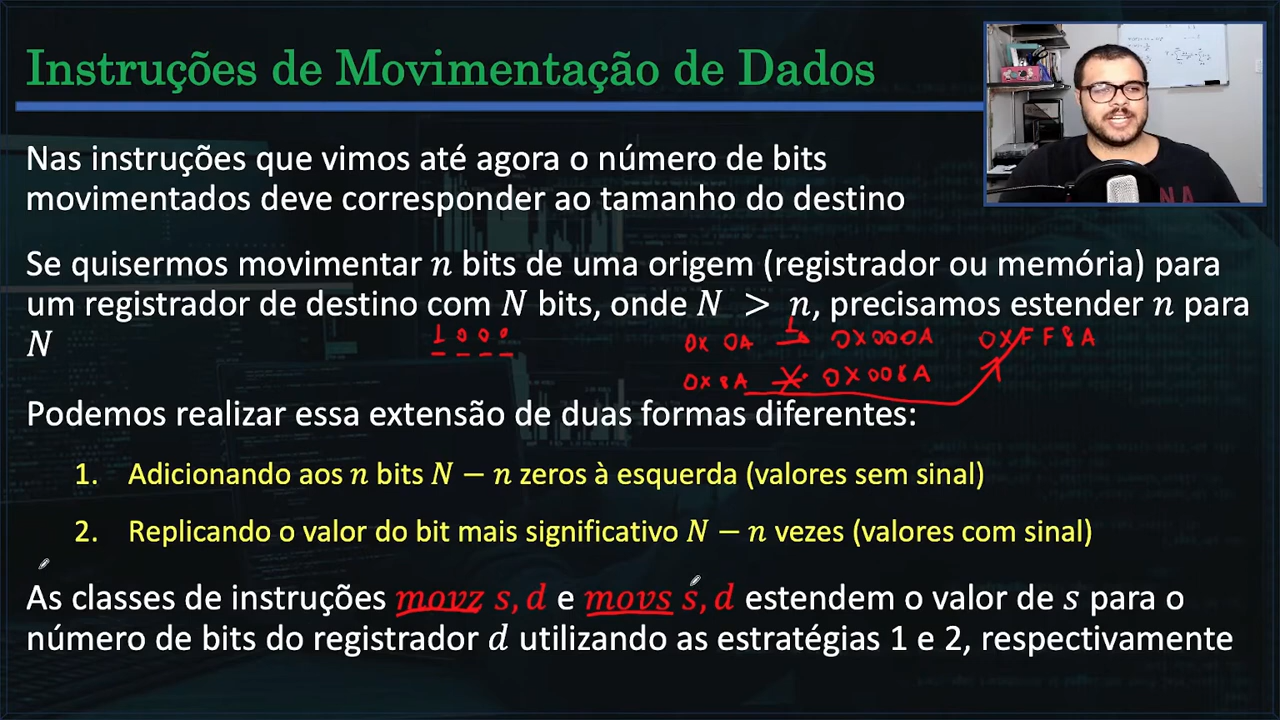 Instruções de Movimentação de Dados
Nas instruções que vimos até agora o número de bits
movimentados deve corresponder ao tamanho do destino
Se quisermos movimentar n bits de uma origem (registrador ou memória) para
um registrador de destino com N bits, onde N > n, precisamos estender n para
N
1000
0x 0A → 0X000A 0XFF8A
0x8A 0X008A
Podemos realizar essa extensão de duas formas diferentes:
1. Adicionando aos n bits N − n zeros à esquerda (valores sem sinal)
2. Replicando o valor do bit mais significativo N − n vezes (valores com sinal)
As classes de instruções movz s, d e movs s, d estendem o valor de s para o
número de bits do registrador d utilizando as estratégias 1 e 2, respectivamente